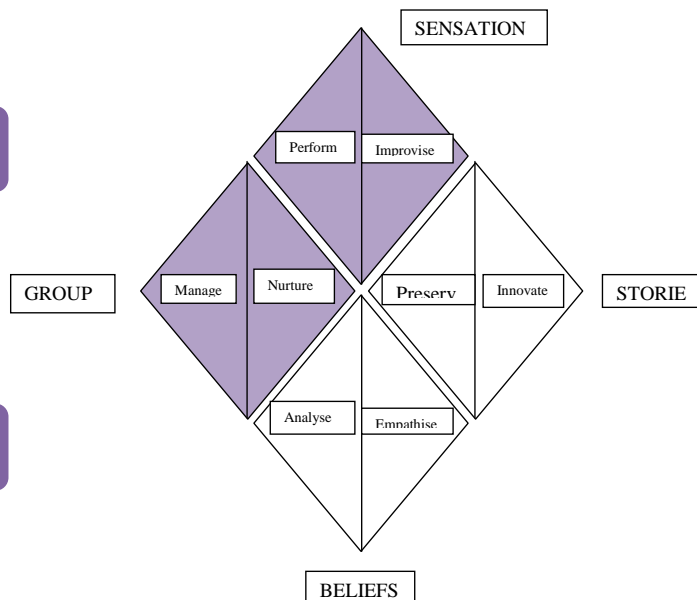 SENSATION
Perform
Improvise
GROUP
Manage
Nurture
Preserv
Innovate
STORIE
Analyse
Empathise
BELIEFS